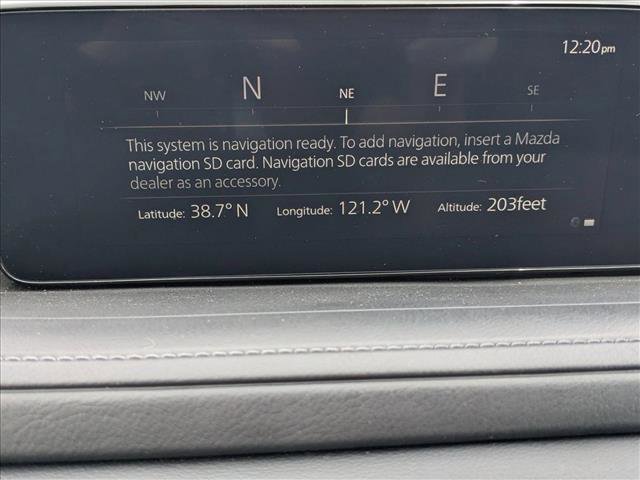 12:20pm
NW N NE E SE
This system is navigation ready. To add navigation, insert a Mazda
navigation SD card. Navigation SD cards are available from your
dealer as an accessory.
Latitude: 38.7° N Longitude: 121.2° W Altitude: 203feet